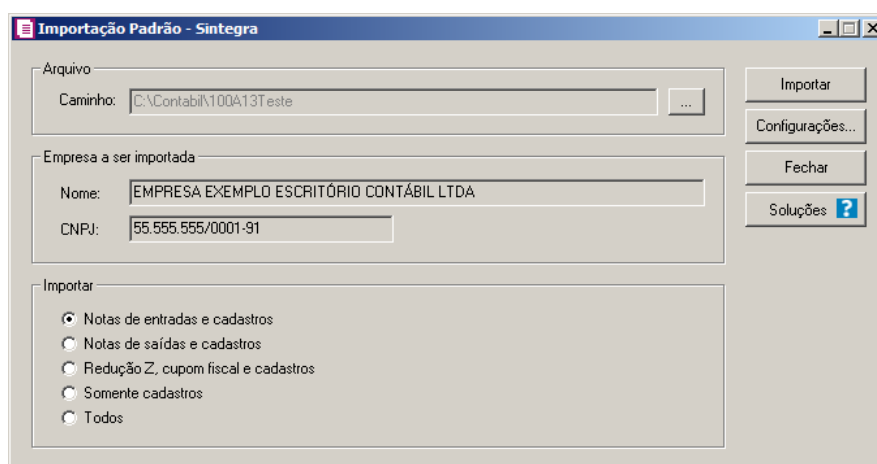 Importação Padrão - Sintegra
Arquivo
Caminho: C:\Contabil\100A13Teste ...
Importar
Configurações...
Fechar
Soluções ?
Empresa a ser importada
Nome: EMPRESA EXEMPLO ESCRITÓRIO CONTÁBIL LTDA
CNPJ: 55.555.555/0001-91
Importar
Notas de entradas e cadastros
Notas de saídas e cadastros
Redução Z, cupom fiscal e cadastros
Somente cadastros
Todos